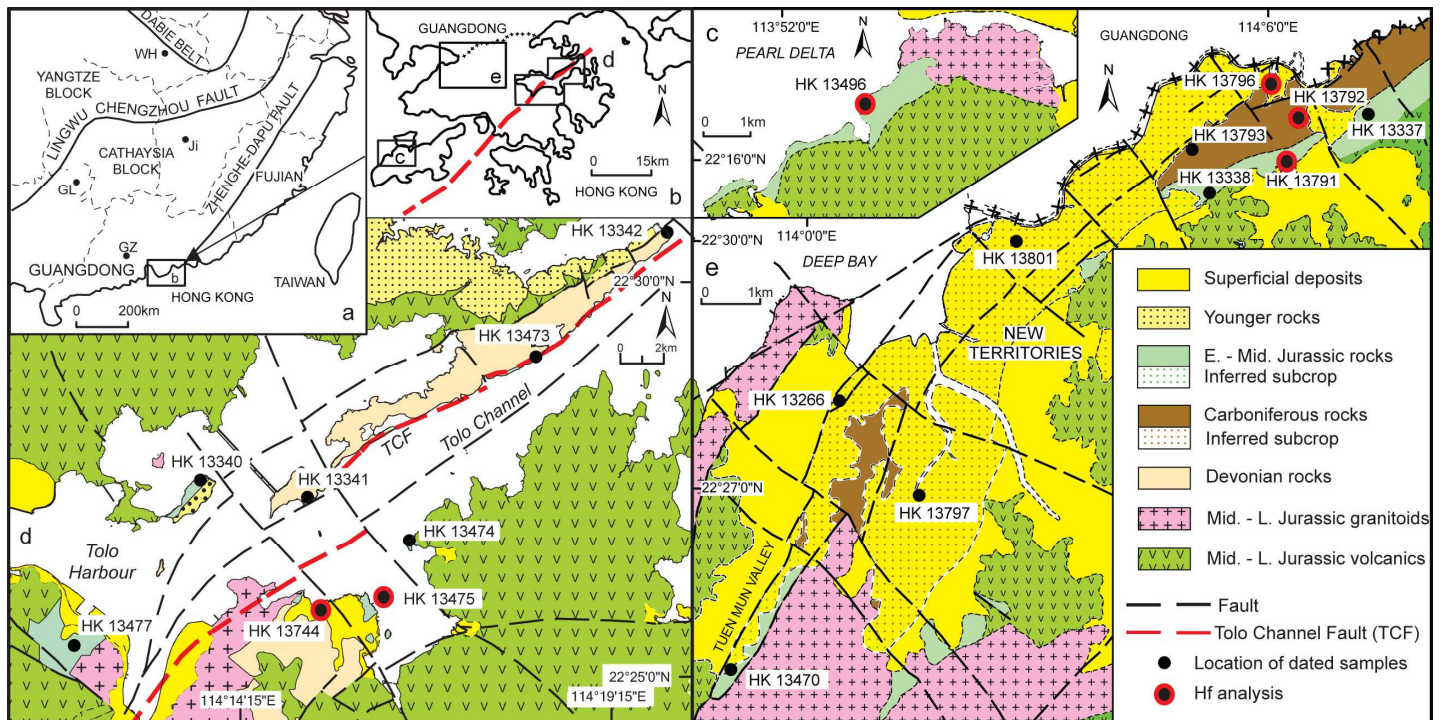 DABIE BELT
WH
YANGTZE
BLOCK
LINGWU CHENGZHOU FAULT
CATHAYSIA
BLOCK
Ji
GL
ZHENGHE-DAPU FAULT
FUJIAN
GZ
GUANGDONG
b
HONG KONG
TAIWAN
0 200km
a
GUANGDONG
e
d
N
c
0 15km
HONG KONG
b
c
113°52'0"E
N
PEARL DELTA
HK 13496
0 1km
22°16'0"N
HK 13342
22°30'0"N
N
HK 13473
0 2km
Tolo Channel
TCF
HK 13340
HK 13341
HK 13474
d
Tolo
Harbour
HK 13475
HK 13744
HK 13477
22°25'0"N
114°14'15"E
114°19'15"E
GUANGDONG
114°6'0"E
N
HK 13796
HK 13792
HK 13793
HK 13337
HK 13338
HK 13791
22°30'0"N
114°0'0"E
e
DEEP BAY
HK 13801
0 1km
NEW
TERRITORIES
HK 13266
22°27'0"N
HK 13797
TUEN MUN VALLEY
HK 13470
Superficial deposits
Younger rocks
E. - Mid. Jurassic rocks
Inferred subcrop
Carboniferous rocks
Inferred subcrop
Devonian rocks
Mid. - L. Jurassic granitoids
Mid. - L. Jurassic volcanics
Fault
Tolo Channel Fault (TCF)
Location of dated samples
Hf analysis